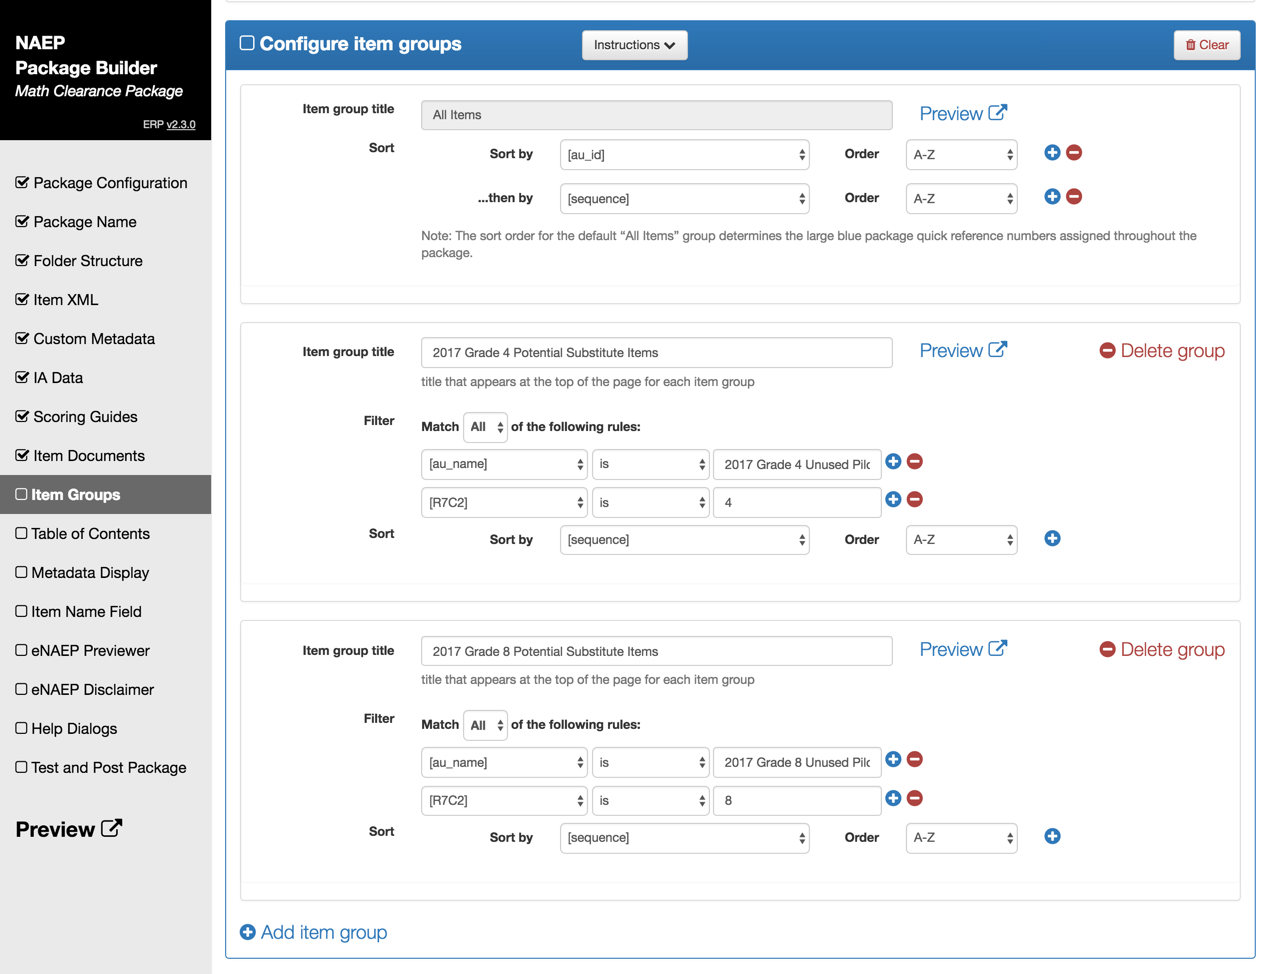 NAEP
Package Builder
Math Clearance Package
ERP v2.3.0
Package Configuration
Package Name
Folder Structure
Item XML
Custom Metadata
IA Data
Scoring Guides
Item Documents
Item Groups
Table of Contents
Metadata Display
Item Name Field
eNAEP Previewer
eNAEP Disclaimer
Help Dialogs
Test and Post Package
Preview
Configure item groups Instructions Clear
Item group title All Items Preview
Sort Sort by [au_id] Order A-Z
...then by [sequence] Order A-Z
Note: The sort order for the default “All Items” group determines the large blue package quick reference numbers assigned throughout the
package.
Item group title 2017 Grade 4 Potential Substitute Items Preview Delete group
title that appears at the top of the page for each item group
Filter Match All of the following rules:
[au_name] is 2017 Grade 4 Unused Pilo
[R7C2] is 4
Sort Sort by [sequence] Order A-Z
Item group title 2017 Grade 8 Potential Substitute Items Preview Delete group
title that appears at the top of the page for each item group
Filter Match All of the following rules:
[au_name] is 2017 Grade 8 Unused Pilo
[R7C2] is 8
Sort Sort by [sequence] Order A-Z
Add item group